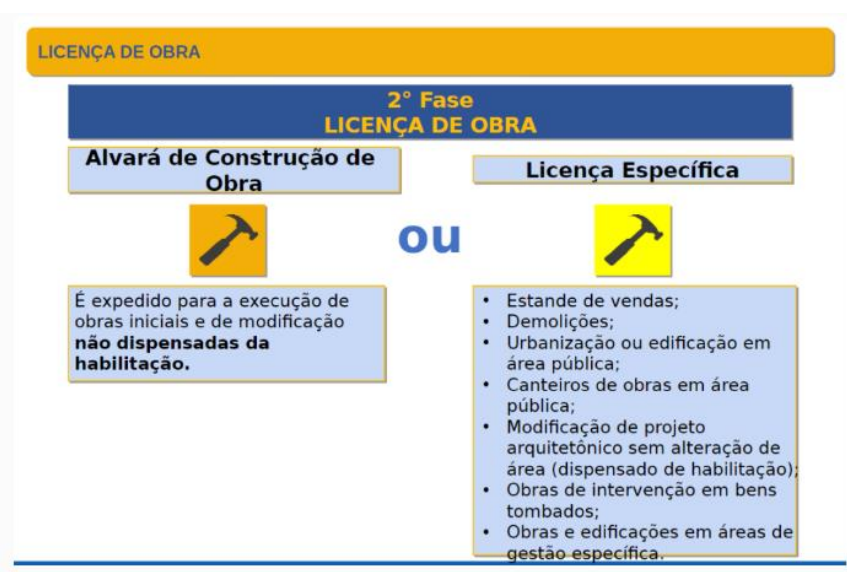 LICENÇA DE OBRA
2° Fase
LICENÇA DE OBRA
Alvará de Construção de
Obra
ou
Licença Específica
É expedido para a execução de
obras iniciais e de modificação
não dispensadas da
habilitação.
• Estande de vendas;
• Demolições;
• Urbanização ou edificação em
área pública;
• Canteiros de obras em área
pública;
• Modificação de projeto
arquitetônico sem alteração de
área (dispensado de habilitação);
• Obras de intervenção em bens
tombados;
• Obras e edificações em áreas de
gestão específica.